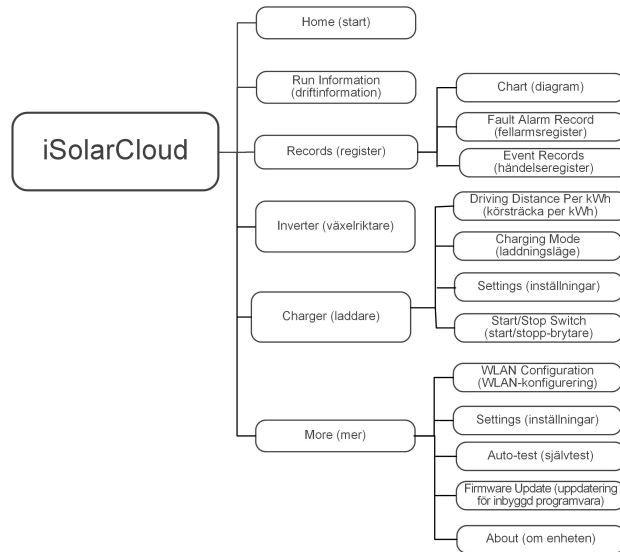 iSolarCloud
Home (start)
Run Information
(driftinformation)
Records (register)
Chart (diagram)
Fault Alarm Record
(fellarmsregister)
Event Records
(händelseregister)
Inverter (växelriktare)
Charger (laddare)
Driving Distance Per kWh
(körsträcka per kWh)
Charging Mode
(laddningsläge)
Settings (inställningar)
Start/Stop Switch
(start/stopp-brytare)
More (mer)
WLAN Configuration
(WLAN-konfigurering)
Settings (inställningar)
Auto-test (självtest)
Firmware Update (uppdatering
för inbyggd programvara)
About (om enheten)